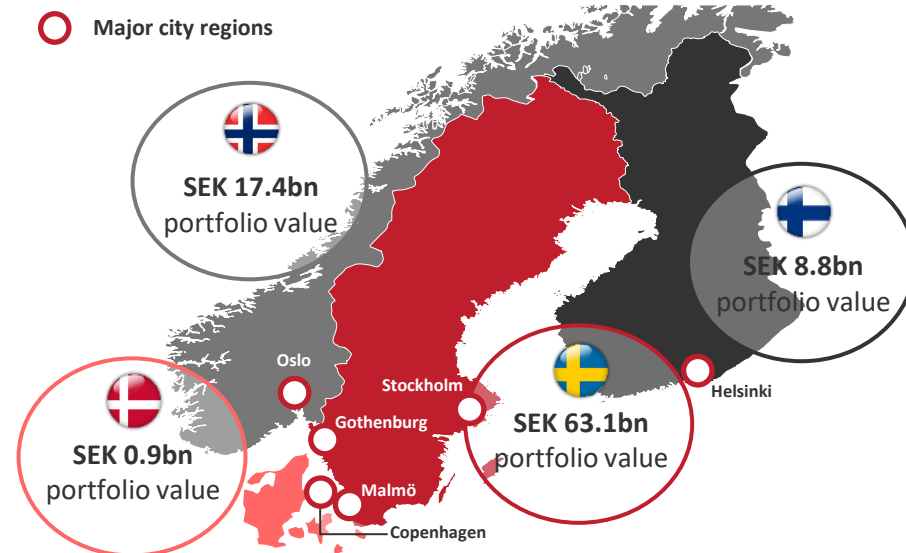 Major city regions
SEK 17.4bn
portfolio value
SEK 8.8bn
portfolio value
Oslo
Stockholm
Helsinki
SEK 0.9bn
portfolio value
Gothenburg
SEK 63.1bn
portfolio value
Malmö
Copenhagen